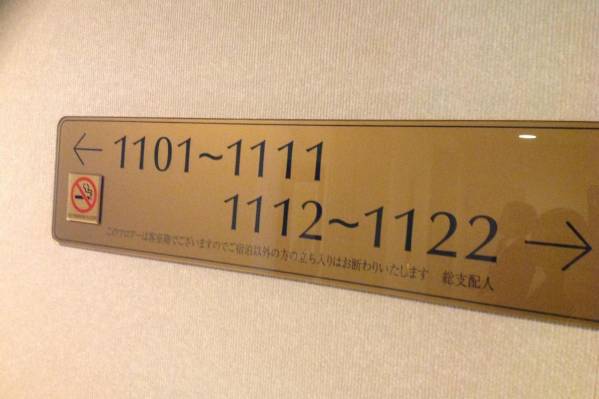 ← 1101~1111
1112~1122 →
このフロアーは客室階でございますのでご宿泊以外の方の立ち入りはお断わりいたします 総支配人